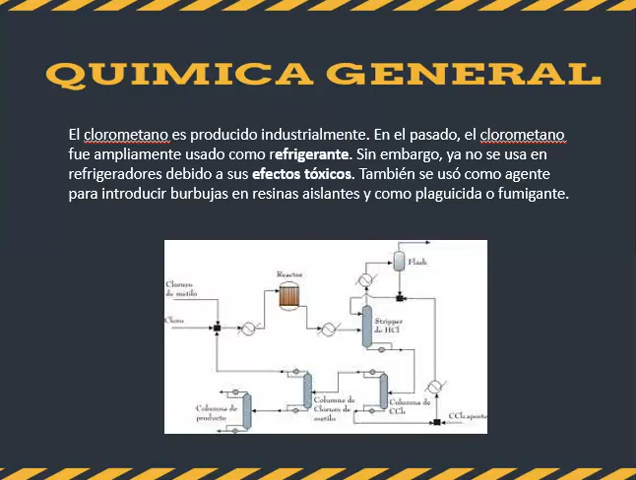 QUIMICA GENERAL
El clorometano es producido industrialmente. En el pasado, el clorometano
fue ampliamente usado como refrigerante. Sin embargo, ya no se usa en
refrigeradores debido a sus efectos tóxicos. También se usó como agente
para introducir burbujas en resinas aislantes y como plaguicida o fumigante.
Flash
Reactor
Cloruro
de metilo
Cloro
Stripper
de HCl
Columna de
producto
Columna de
Cloruro de
metilo
Columna de
CCl₄
CCl₄ aporte